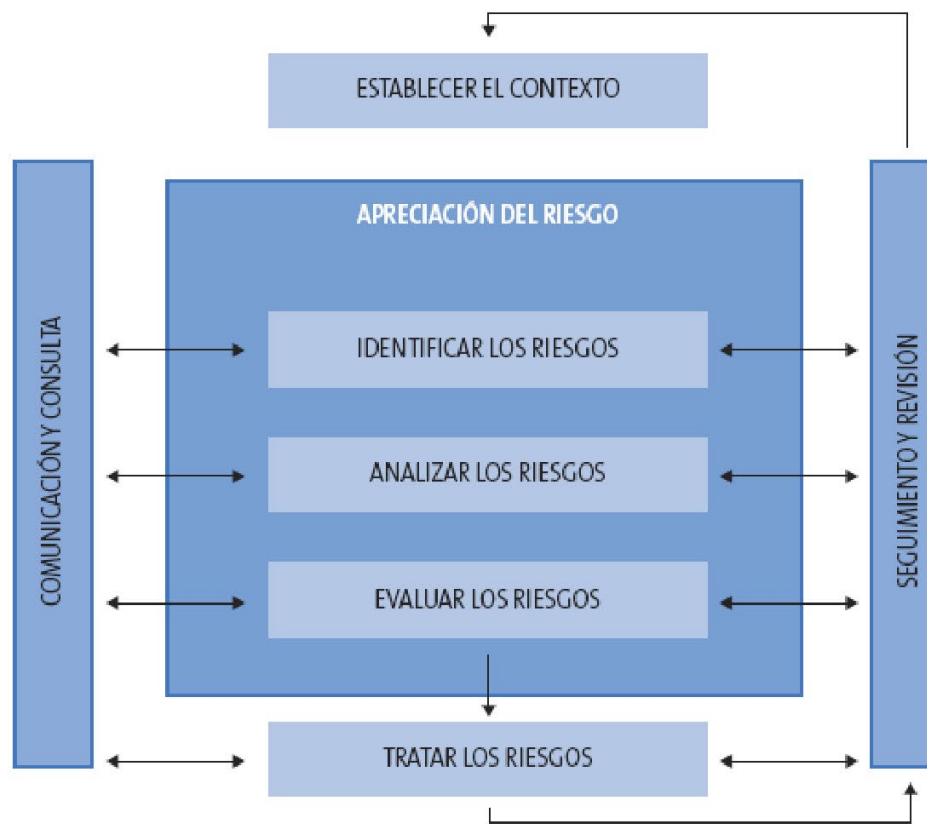 ESTABLECER EL CONTEXTO
COMUNICACIÓN Y CONSULTA
APRECIACIÓN DEL RIESGO
IDENTIFICAR LOS RIESGOS
ANALIZAR LOS RIESGOS
EVALUAR LOS RIESGOS
TRATAR LOS RIESGOS
SEGUIMIENTO Y REVISIÓN